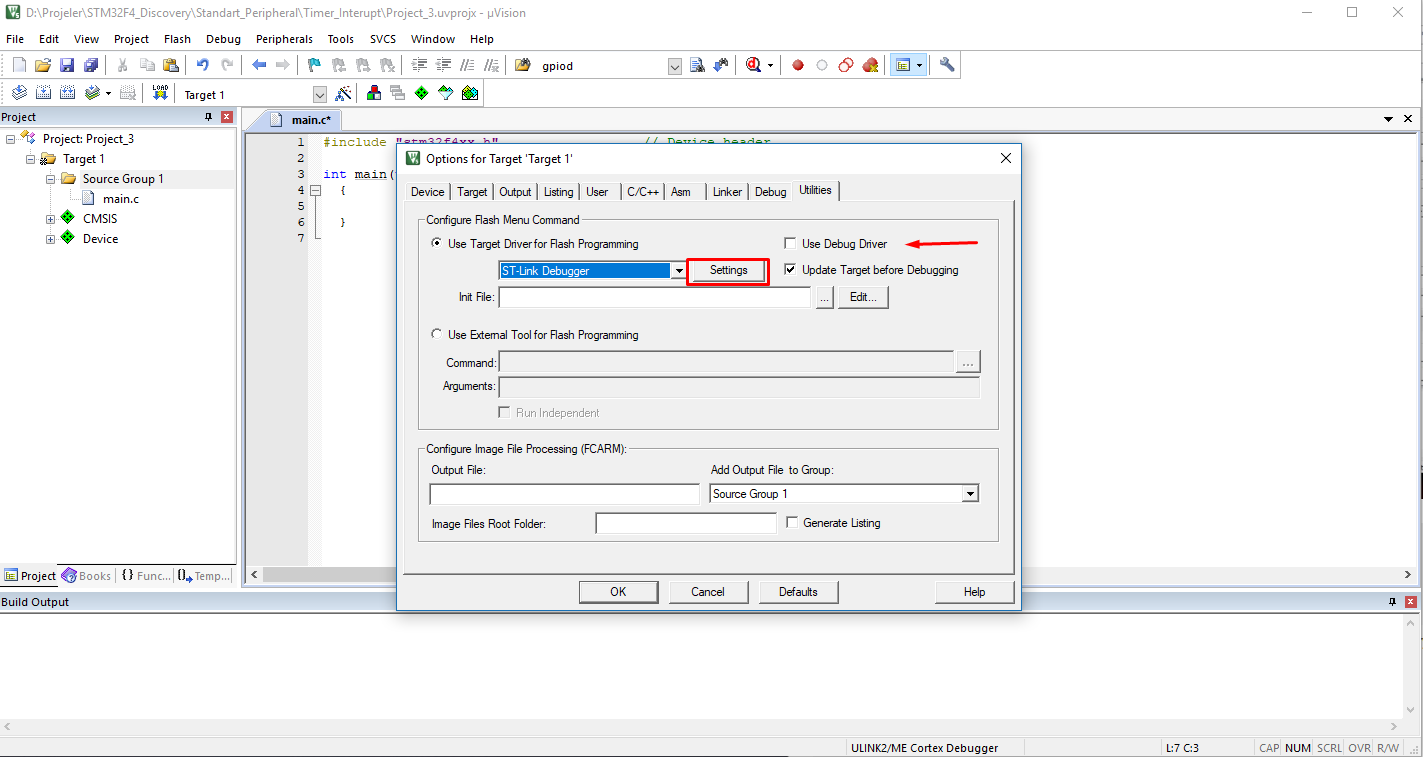 D:\Projeler\STM32F4_Discovery\Standart_Peripheral\Timer_Interupt\Project_3.uvprojx - µVision
File Edit View Project Flash Debug Peripherals Tools SVCS Window Help
gpiod
LOAD
Target 1
Project
main.c*
Project: Project_3
Target 1
Source Group 1
main.c
CMSIS
Device
1 #include "stm32f4xx.h" // Device header
2
3 int main(
4 {
5
6 }
7
Options for Target 'Target 1'
Device Target Output Listing User C/C++ Asm Linker Debug Utilities
Configure Flash Menu Command
Use Target Driver for Flash Programming Use Debug Driver
ST-Link Debugger Settings Update Target before Debugging
Init File: ... Edit...
Use External Tool for Flash Programming
Command: ...
Arguments:
Run Independent
Configure Image File Processing (FCARM):
Output File: Add Output File to Group:
Source Group 1
Image Files Root Folder: Generate Listing
OK Cancel Defaults Help
Project Books {} Func... Temp...
Build Output
ULINK2/ME Cortex Debugger L:7 C:3 CAP NUM SCRL OVR R/W